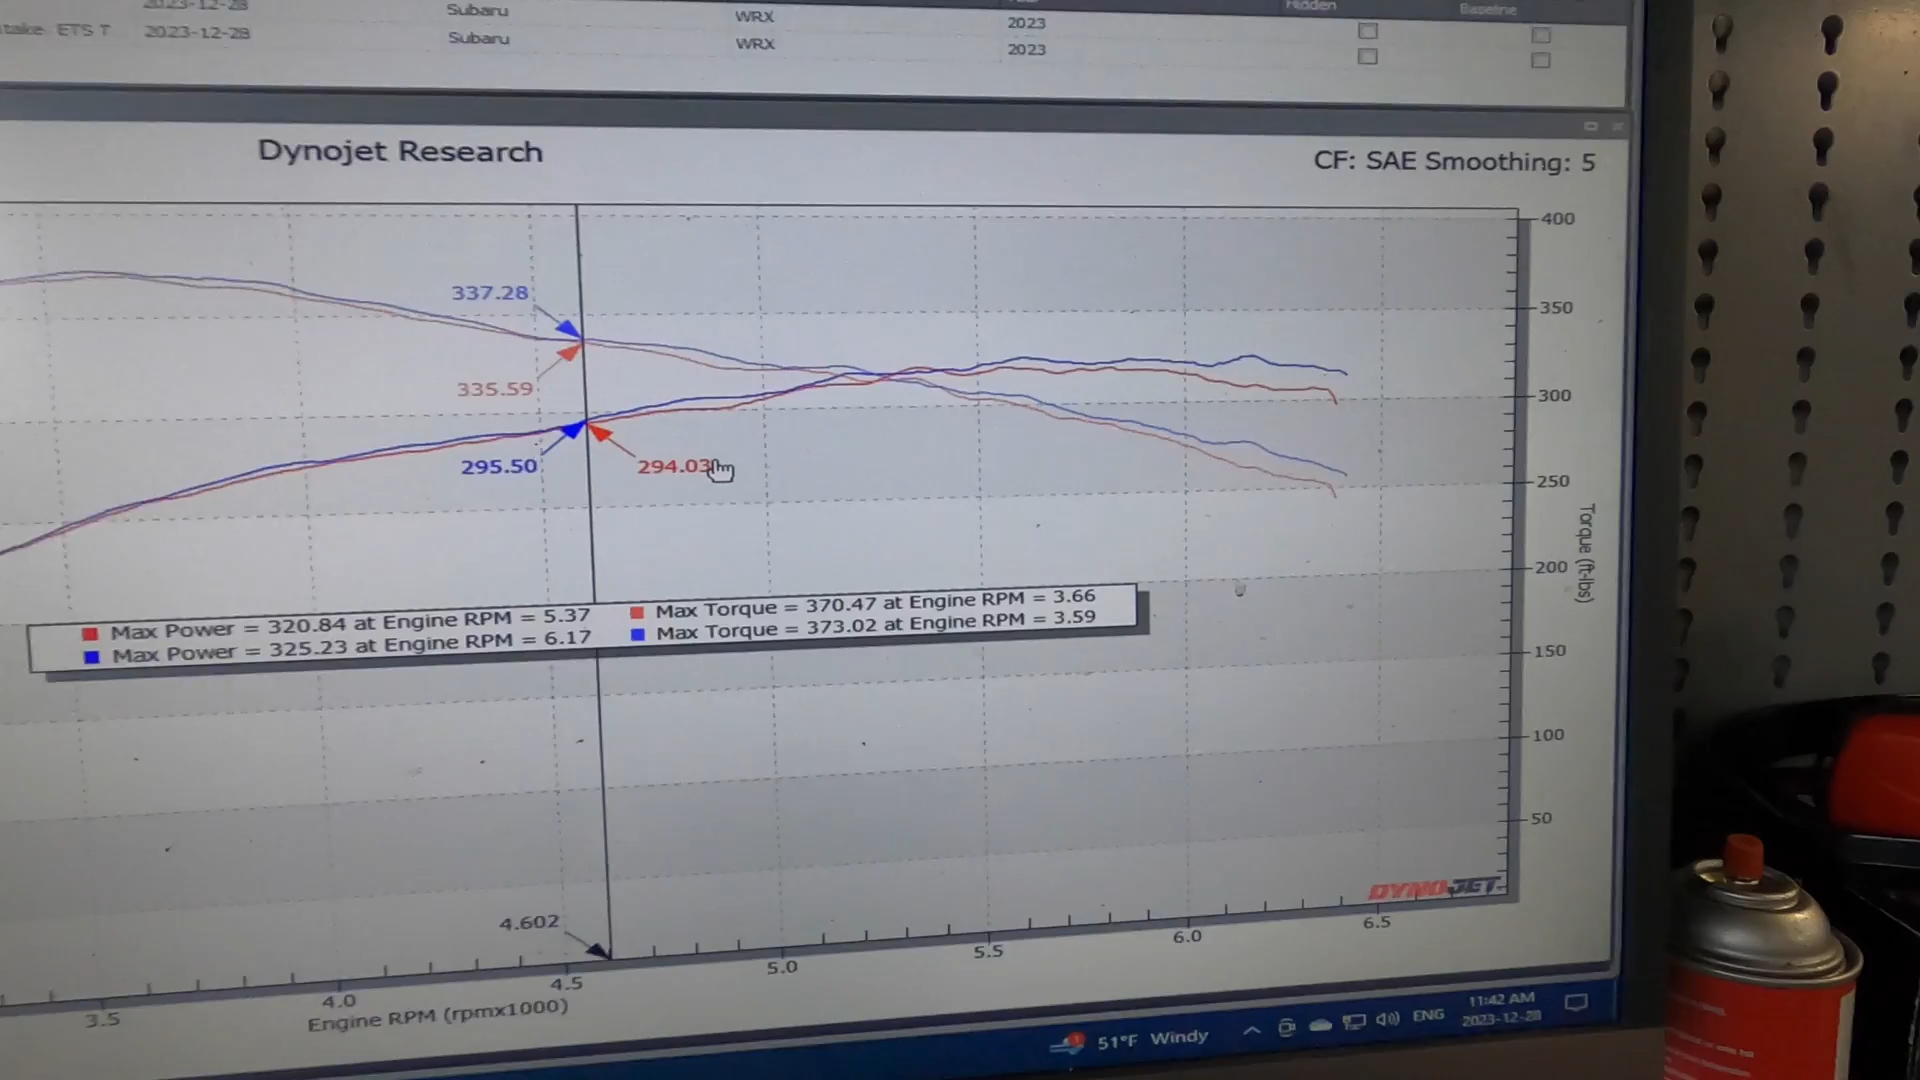 2023-12-28 Subaru WRX 2023 Hidden Baseline
take ETS T 2023-12-28 Subaru WRX 2023
Dynojet Research
CF: SAE Smoothing: 5
400
350
300
250
200
150
100
50
Torque (ft-lbs)
337.28
335.59
295.50
294.03
Max Power = 320.84 at Engine RPM = 5.37
Max Torque = 370.47 at Engine RPM = 3.66
Max Power = 325.23 at Engine RPM = 6.17
Max Torque = 373.02 at Engine RPM = 3.59
DYNOJET
4.602
3.5 4.0 4.5 5.0 5.5 6.0 6.5
Engine RPM (rpmx1000)
51°F Windy
ENG
11:42 AM
2023-12-28